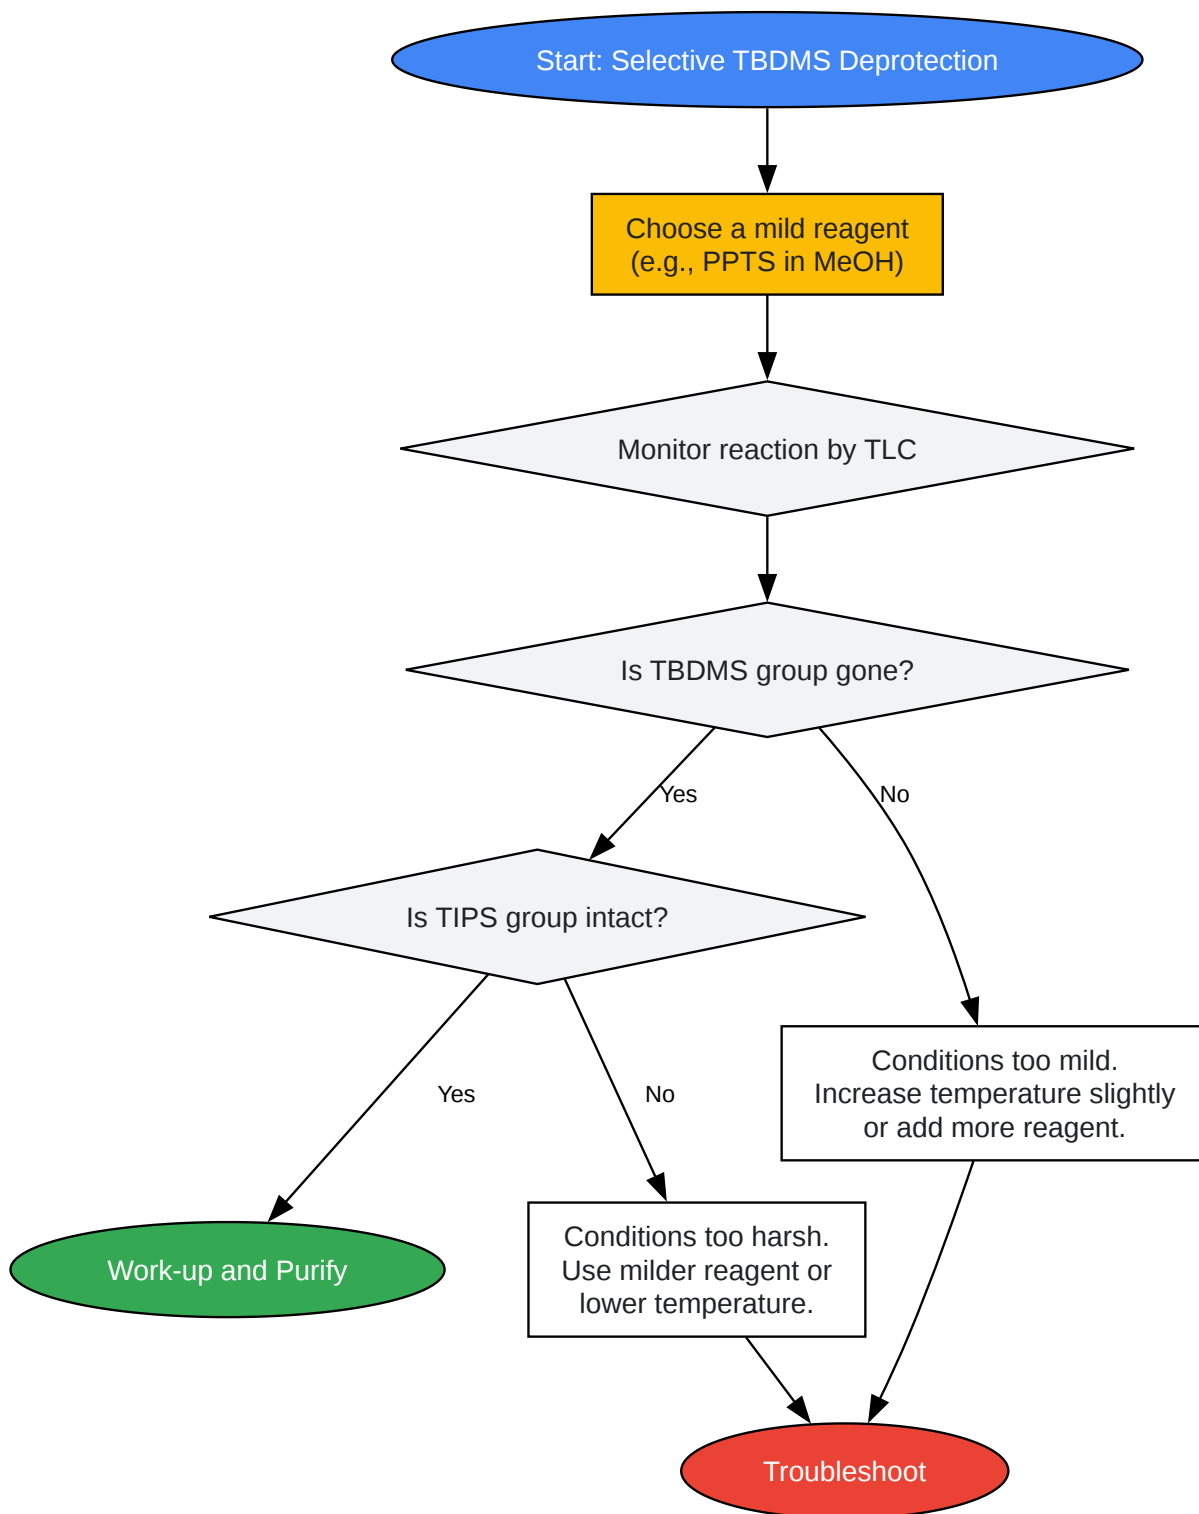 Start: Selective TBDMS Deprotection
Choose a mild reagent
(e.g., PPTS in MeOH)
Monitor reaction by TLC
Is TBDMS group gone?
Yes
No
Is TIPS group intact?
Yes
No
Conditions too mild.
Increase temperature slightly
or add more reagent.
Work-up and Purify
Conditions too harsh.
Use milder reagent or
lower temperature.
Troubleshoot